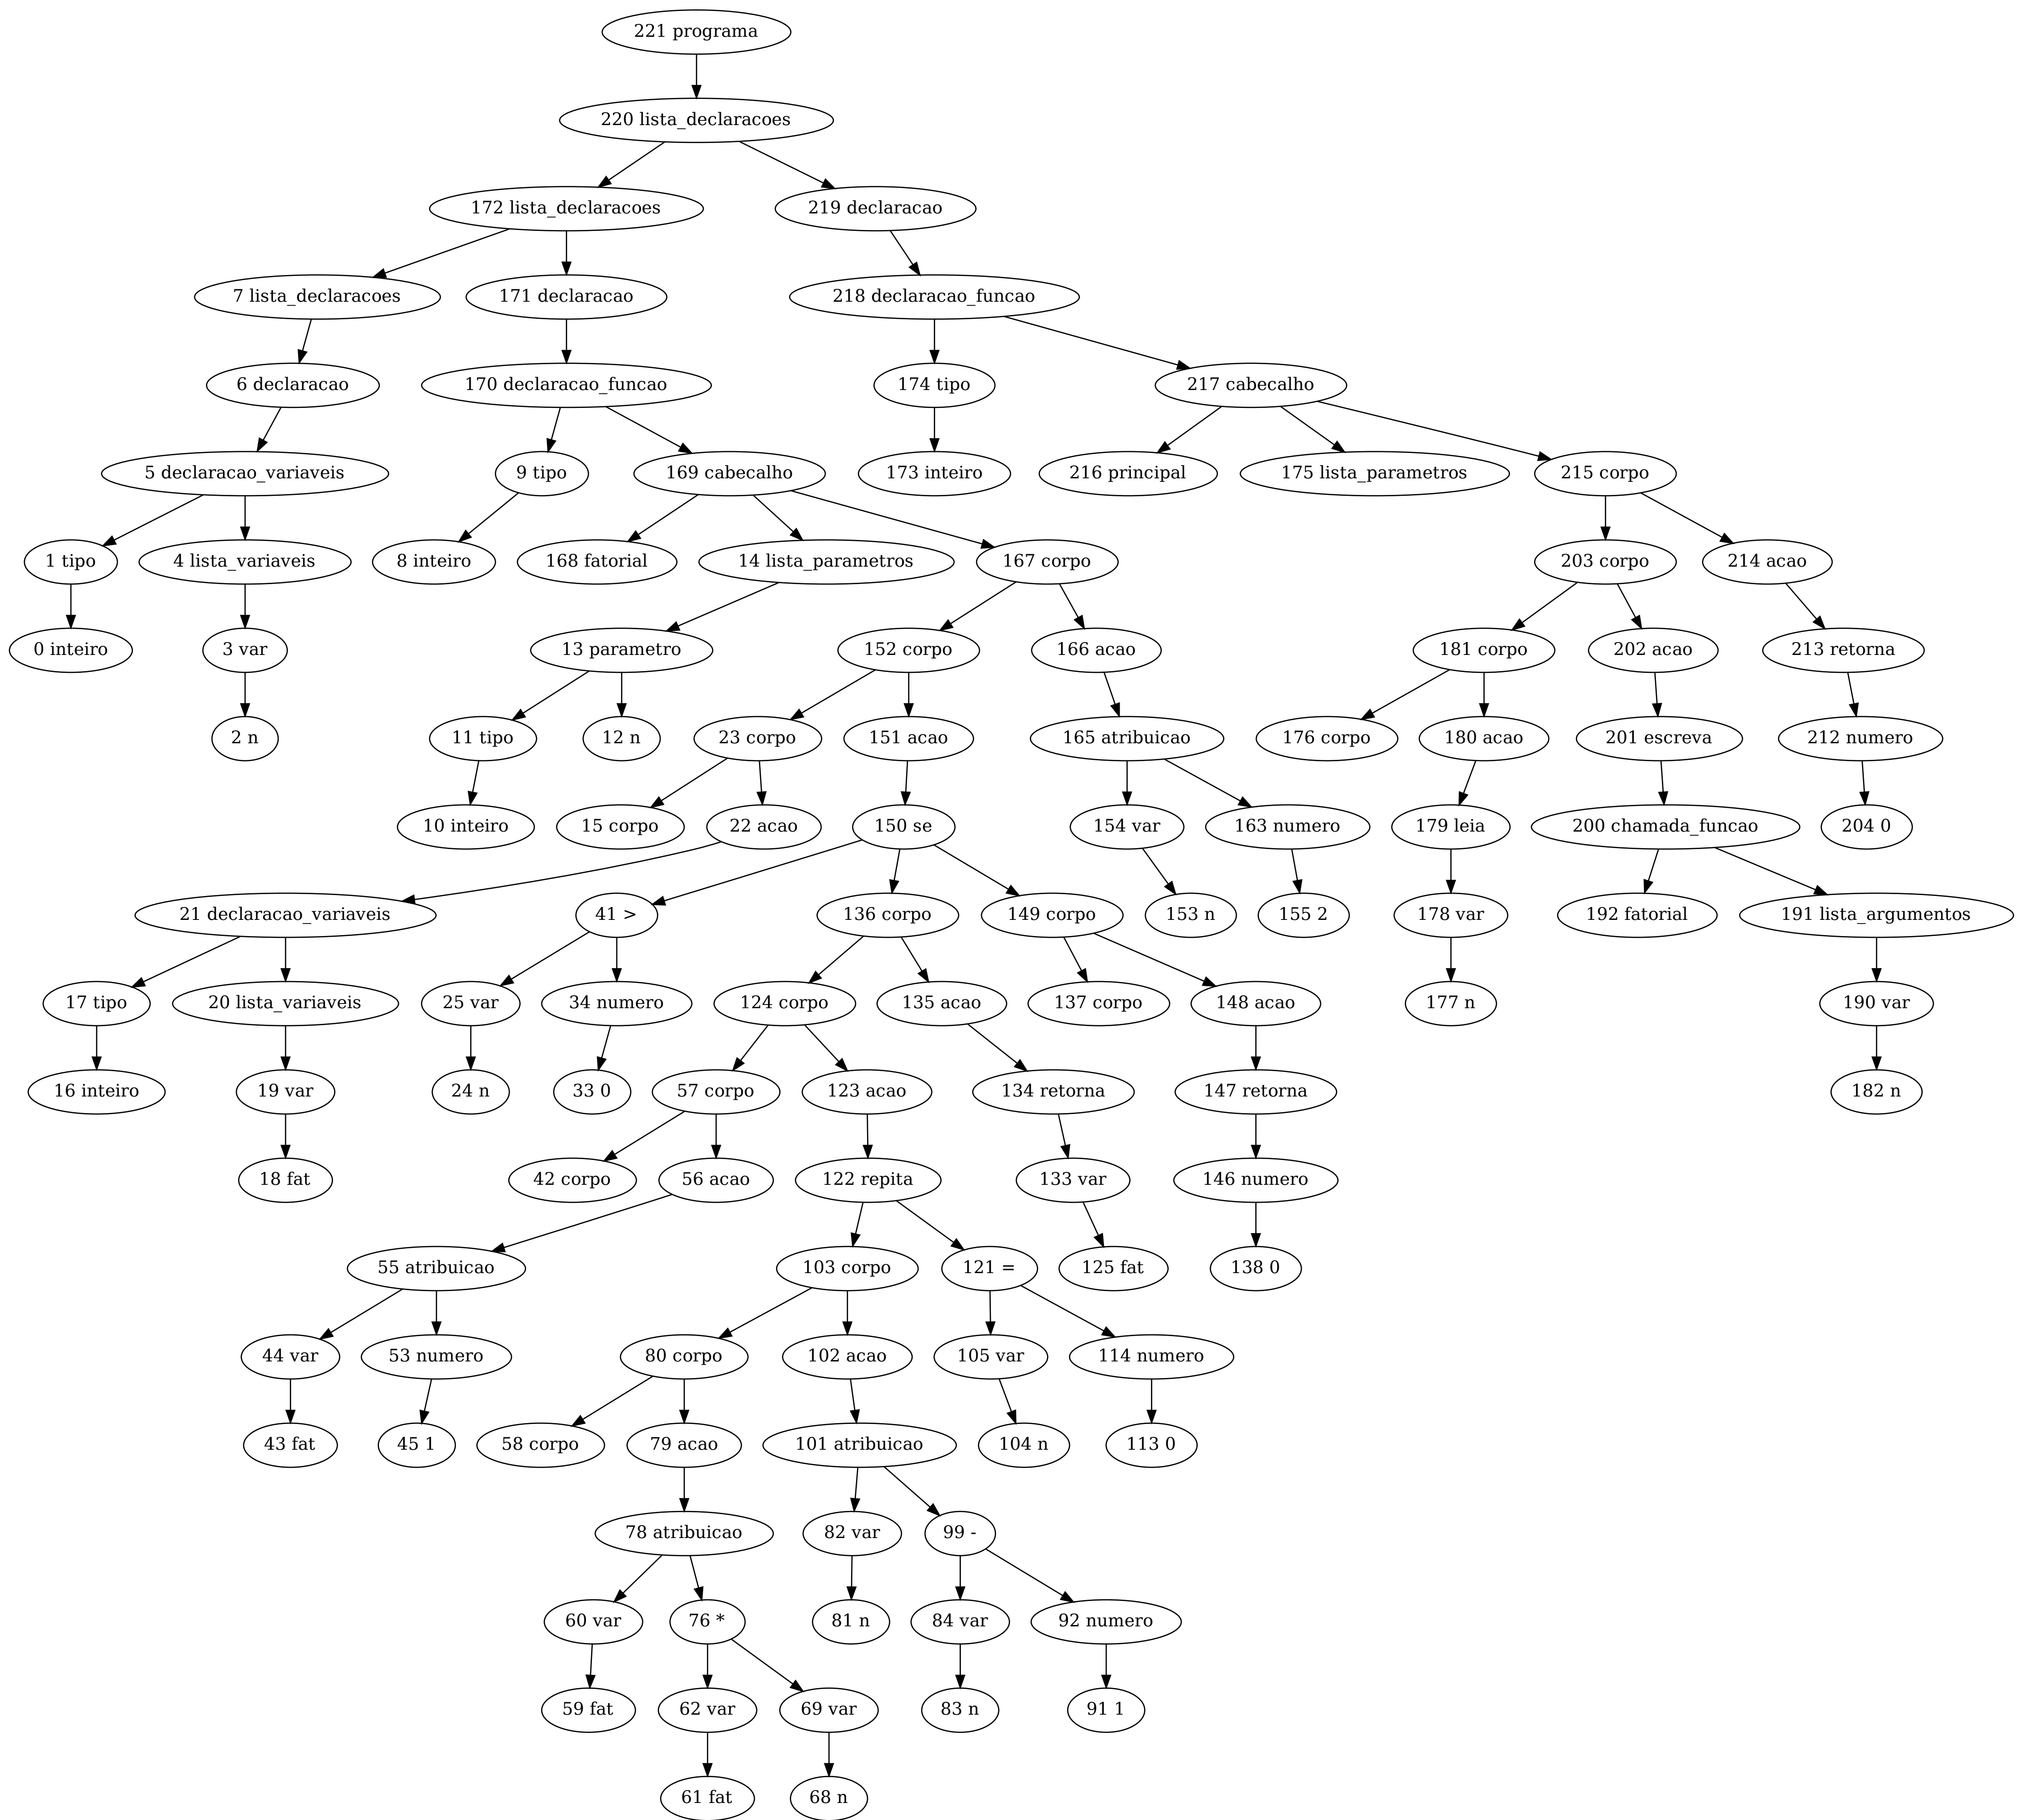 221 programa
220 lista_declaracoes
172 lista_declaracoes
219 declaracao
7 lista_declaracoes
171 declaracao
218 declaracao_funcao
6 declaracao
170 declaracao_funcao
174 tipo
217 cabecalho
5 declaracao_variaveis
9 tipo
169 cabecalho
173 inteiro
216 principal
175 lista_parametros
215 corpo
1 tipo
4 lista_variaveis
8 inteiro
168 fatorial
14 lista_parametros
167 corpo
203 corpo
214 acao
0 inteiro
3 var
13 parametro
152 corpo
166 acao
181 corpo
202 acao
213 retorna
2 n
11 tipo
12 n
23 corpo
151 acao
165 atribuicao
176 corpo
180 acao
201 escreva
212 numero
10 inteiro
15 corpo
22 acao
150 se
154 var
163 numero
179 leia
200 chamada_funcao
204 0
21 declaracao_variaveis
41 >
136 corpo
149 corpo
153 n
155 2
178 var
192 fatorial
191 lista_argumentos
17 tipo
20 lista_variaveis
25 var
34 numero
124 corpo
135 acao
137 corpo
148 acao
177 n
190 var
16 inteiro
19 var
24 n
33 0
57 corpo
123 acao
134 retorna
147 retorna
182 n
18 fat
42 corpo
56 acao
122 repita
133 var
146 numero
55 atribuicao
103 corpo
121 =
125 fat
138 0
44 var
53 numero
80 corpo
102 acao
105 var
114 numero
43 fat
45 1
58 corpo
79 acao
101 atribuicao
104 n
113 0
78 atribuicao
82 var
99 -
60 var
76 *
81 n
84 var
92 numero
59 fat
62 var
69 var
83 n
91 1
61 fat
68 n